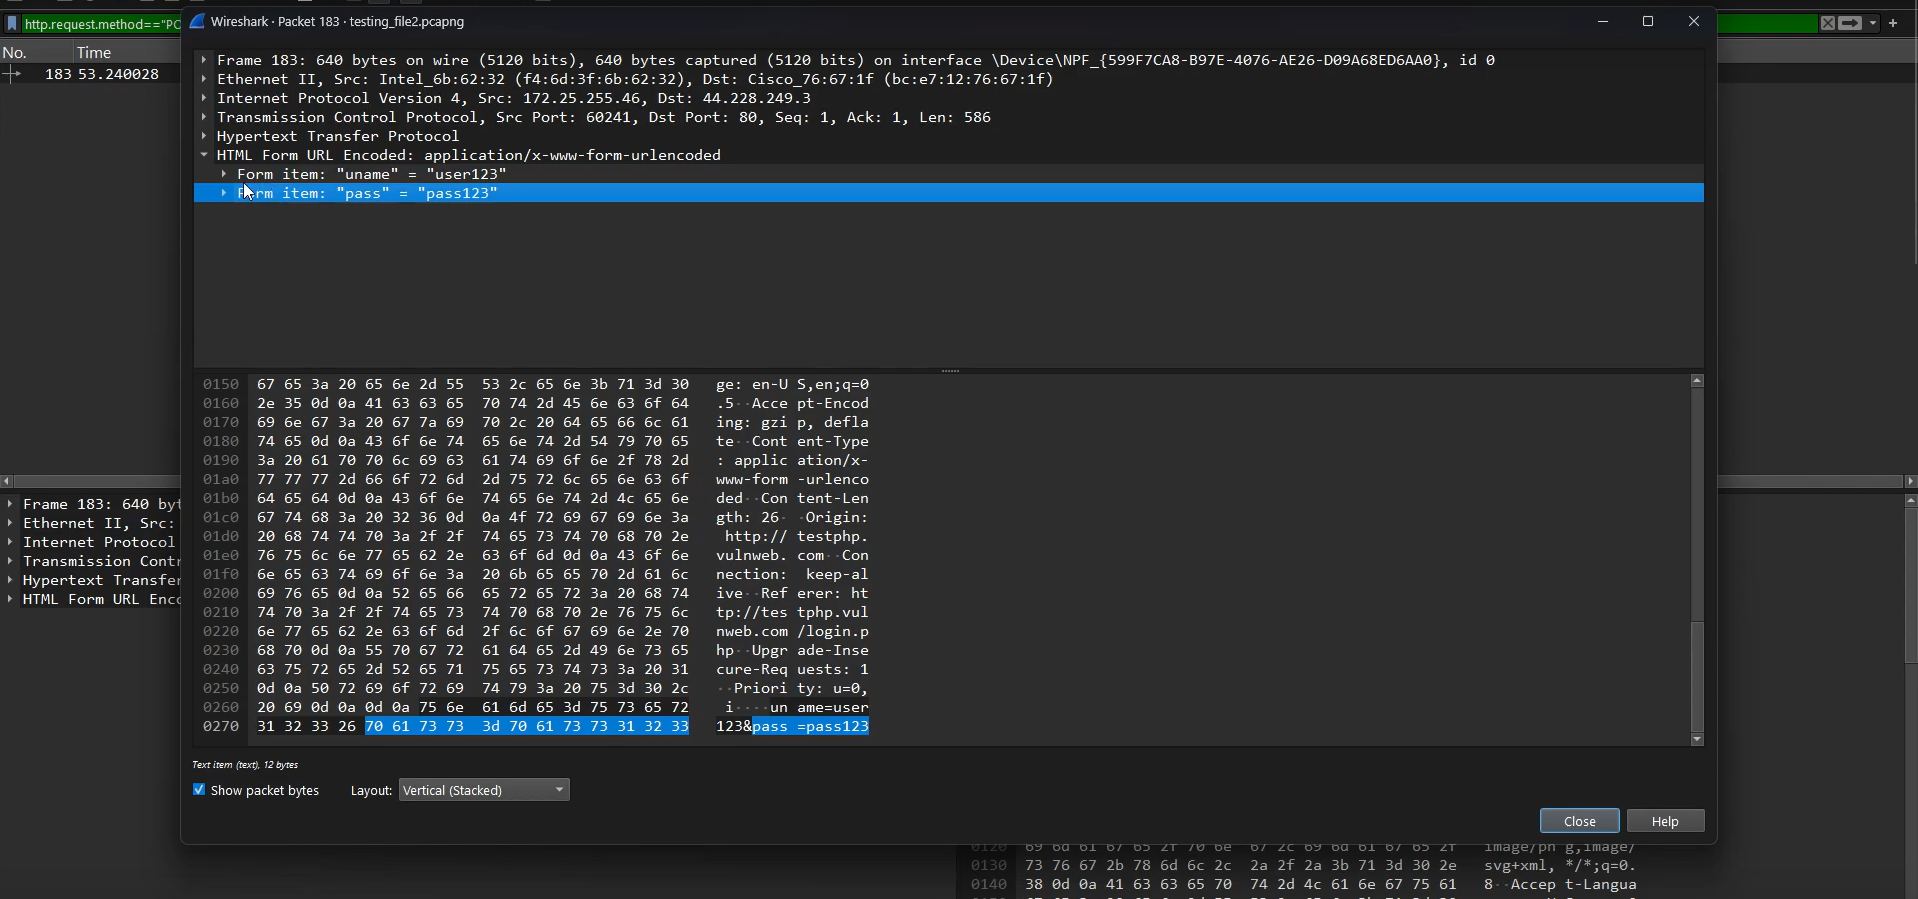 http.request.method=="PO
Wireshark · Packet 183 · testing_file2.pcapng
No.
Time
183 53.240028
Frame 183: 640 bytes on wire (5120 bits), 640 bytes captured (5120 bits) on interface \Device\NPF_{599F7CA8-B97E-4076-AE26-D09A68ED6AA0}, id 0
Ethernet II, Src: Intel_6b:62:32 (f4:6d:3f:6b:62:32), Dst: Cisco_76:67:1f (bc:e7:12:76:67:1f)
Internet Protocol Version 4, Src: 172.25.255.46, Dst: 44.228.249.3
Transmission Control Protocol, Src Port: 60241, Dst Port: 80, Seq: 1, Ack: 1, Len: 586
Hypertext Transfer Protocol
HTML Form URL Encoded: application/x-www-form-urlencoded
Form item: "uname" = "user123"
Form item: "pass" = "pass123"
0150 67 65 3a 20 65 6e 2d 55 53 2c 65 6e 3b 71 3d 30 ge: en-U S,en;q=0
0160 2e 35 0d 0a 41 63 63 65 70 74 2d 45 6e 63 6f 64 .5··Acce pt-Encod
0170 69 6e 67 3a 20 67 7a 69 70 2c 20 64 65 66 6c 61 ing: gzi p, defla
0180 74 65 0d 0a 43 6f 6e 74 65 6e 74 2d 54 79 70 65 te··Cont ent-Type
0190 3a 20 61 70 70 6c 69 63 61 74 69 6f 6e 2f 78 2d : applic ation/x-
01a0 77 77 77 2d 66 6f 72 6d 2d 75 72 6c 65 6e 63 6f www-form -urlenco
01b0 64 65 64 0d 0a 43 6f 6e 74 65 6e 74 2d 4c 65 6e ded··Con tent-Len
01c0 67 74 68 3a 20 32 36 0d 0a 4f 72 69 67 69 6e 3a gth: 26· ·Origin:
01d0 20 68 74 74 70 3a 2f 2f 74 65 73 74 70 68 70 2e http:// testphp.
01e0 76 75 6c 6e 77 65 62 2e 63 6f 6d 0d 0a 43 6f 6e vulnweb. com··Con
01f0 6e 65 63 74 69 6f 6e 3a 20 6b 65 65 70 2d 61 6c nection: keep-al
0200 69 76 65 0d 0a 52 65 66 65 72 65 72 3a 20 68 74 ive··Ref erer: ht
0210 74 70 3a 2f 2f 74 65 73 74 70 68 70 2e 76 75 6c tp://tes tphp.vul
0220 6e 77 65 62 2e 63 6f 6d 2f 6c 6f 67 69 6e 2e 70 nweb.com /login.p
0230 68 70 0d 0a 55 70 67 72 61 64 65 2d 49 6e 73 65 hp··Upgr ade-Inse
0240 63 75 72 65 2d 52 65 71 75 65 73 74 73 3a 20 31 cure-Req uests: 1
0250 0d 0a 50 72 69 6f 72 69 74 79 3a 20 75 3d 30 2c ··Priori ty: u=0,
0260 20 69 0d 0a 0d 0a 75 6e 61 6d 65 3d 75 73 65 72 i····un ame=user
0270 31 32 33 26 70 61 73 73 3d 70 61 73 73 31 32 33 123&pass =pass123
Text item (text), 12 bytes
Show packet bytes
Layout: Vertical (Stacked)
Close
Help
Frame 183: 640 byt
Ethernet II, Src:
Internet Protocol
Transmission Contr
Hypertext Transfer
HTML Form URL Enco
0120 69 6d 61 67 65 2f 70 6e 67 2c 69 6d 61 67 65 2f image/pn g,image/
0130 73 76 67 2b 78 6d 6c 2c 2a 2f 2a 3b 71 3d 30 2e svg+xml, */*;q=0.
0140 38 0d 0a 41 63 63 65 70 74 2d 4c 61 6e 67 75 61 8··Accep t-Langua